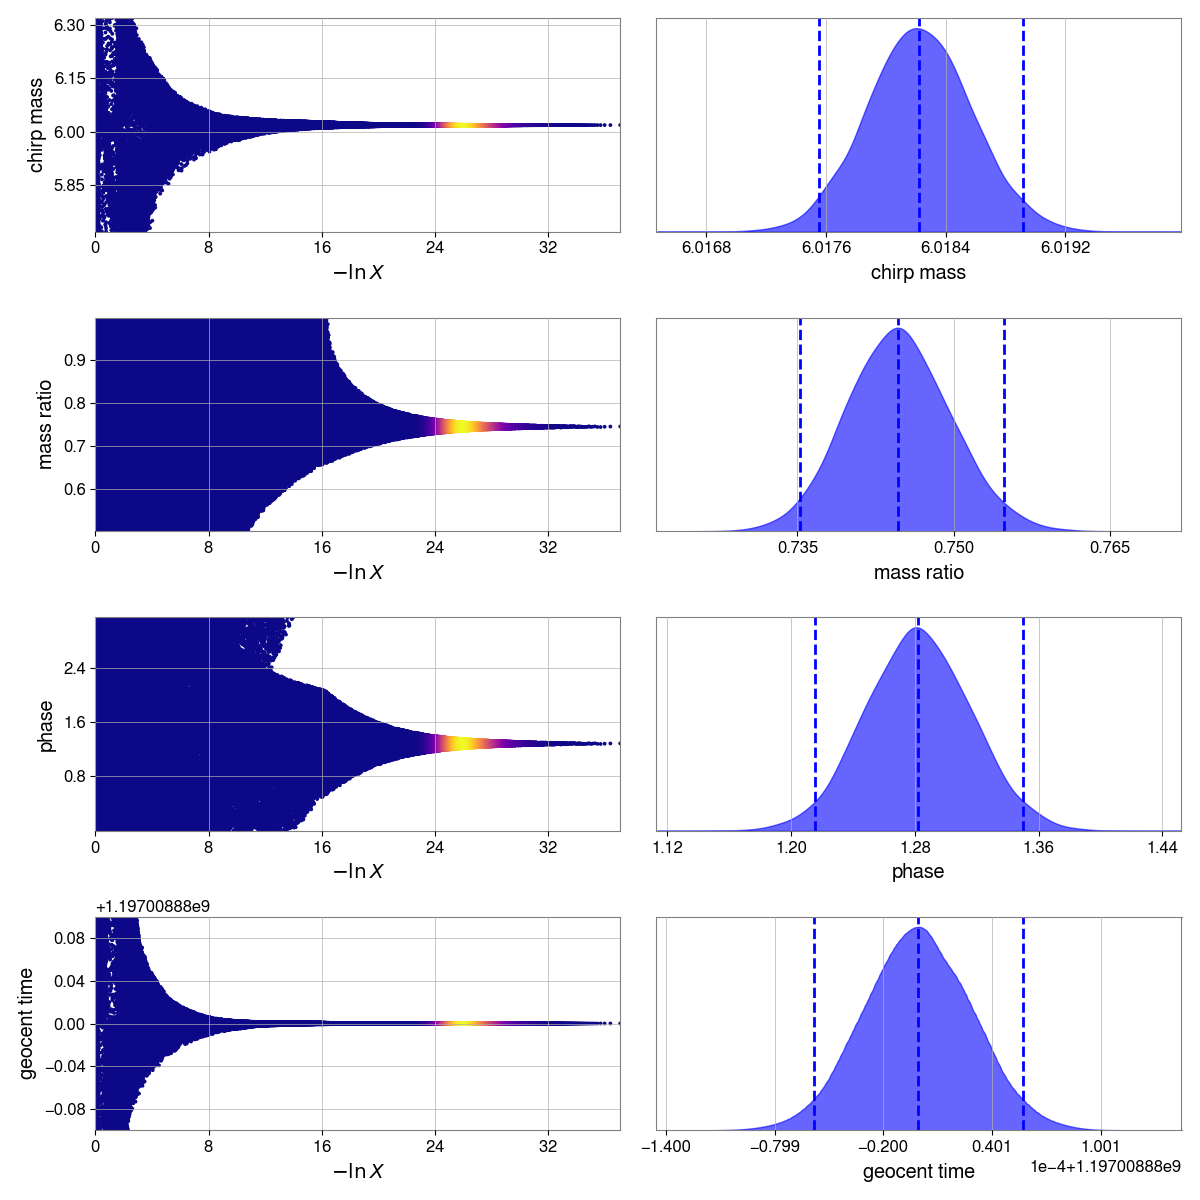 6.30
6.15
6.00
5.85
chirp mass
0 8 16 24 32
−ln X
6.0168 6.0176 6.0184 6.0192
chirp mass
0.9
0.8
0.7
0.6
mass ratio
0 8 16 24 32
−ln X
0.735 0.750 0.765
mass ratio
2.4
1.6
0.8
phase
0 8 16 24 32
−ln X
1.12 1.20 1.28 1.36 1.44
phase
+1.19700888e9
0.08
0.04
0.00
−0.04
−0.08
geocent time
0 8 16 24 32
−ln X
−1.400 −0.799 −0.200 0.401 1.001
1e−4+1.19700888e9
geocent time